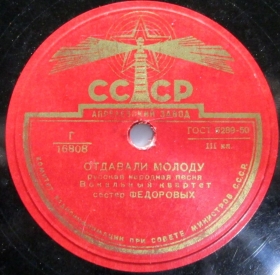 СССР
АПРЕЛЕВСКИЙ ЗАВОД
Г
16808
ГОСТ 5289-50
III кл.
ОТДАВАЛИ МОЛОДУ
Русская народная песня
Вокальный квартет
сестер ФЕДОРОВЫХ
ПРИ СОВЕТЕ МИНИСТРОВ СССР